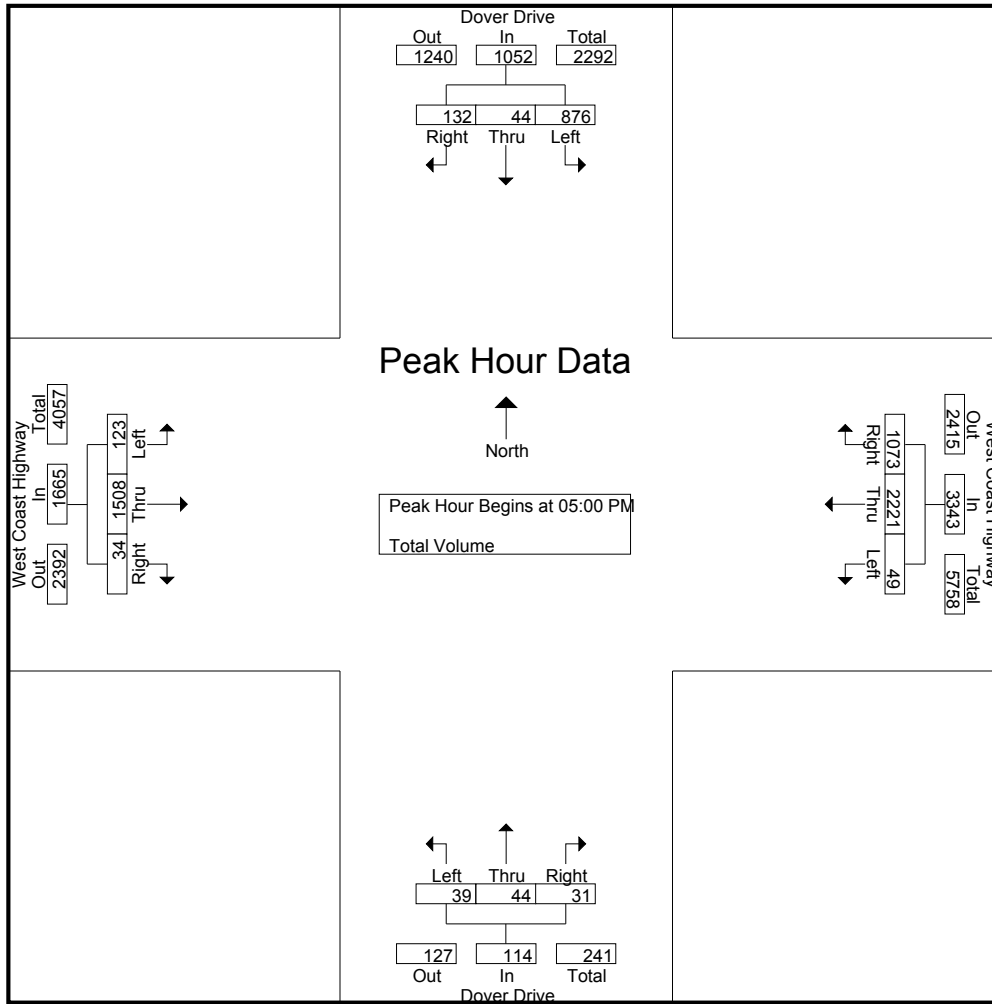 Dover Drive
Out In Total
1240 1052 2292
132 44 876
Right Thru Left
Peak Hour Data
North
Peak Hour Begins at 05:00 PM
Total Volume
West Coast Highway
Total In Out
4057 1665 2392
123 1508 34
Left Thru Right
West Coast Highway
Out In Total
2415 3343 5758
1073 2221 49
Right Thru Left
Left Thru Right
39 44 31
127 114 241
Out In Total
Dover Drive